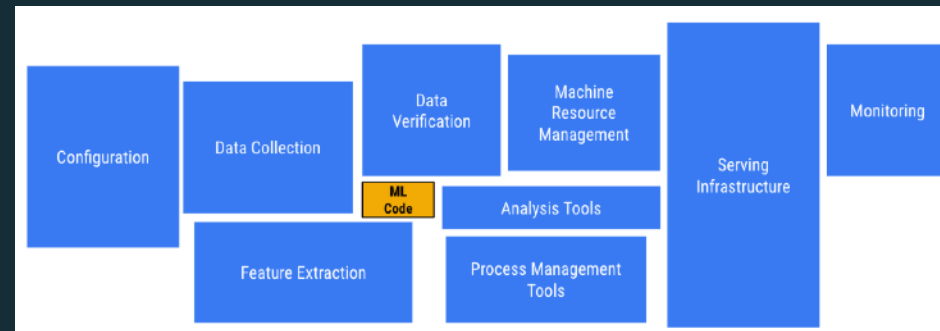 Configuration
Data Collection
Data
Verification
Machine
Resource
Management
Serving
Infrastructure
Monitoring
ML
Code
Analysis Tools
Feature Extraction
Process Management
Tools